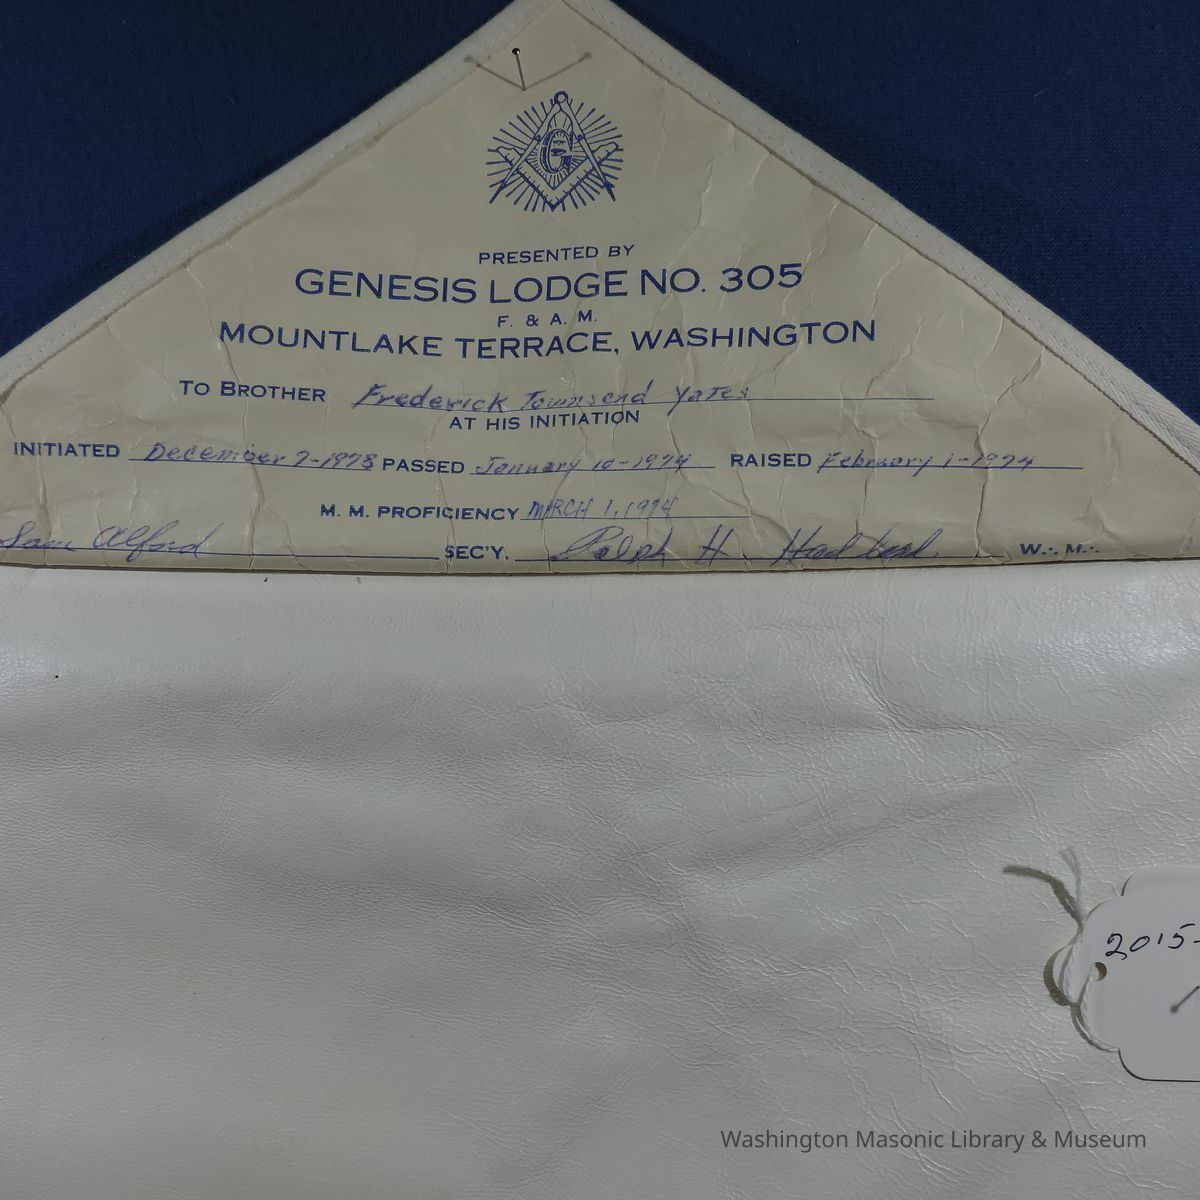 G
PRESENTED BY
GENESIS LODGE NO. 305
F. & A. M.
MOUNTLAKE TERRACE, WASHINGTON
TO BROTHER Frederick Townsend Yates
AT HIS INITIATION
INITIATED December 7-1973 PASSED January 10-1974 RAISED February 1-1974
M. M. PROFICIENCY MARCH 1, 1974
Sam Alford SEC'Y. Ralph H. W∴ M∴
2015-
Washington Masonic Library & Museum